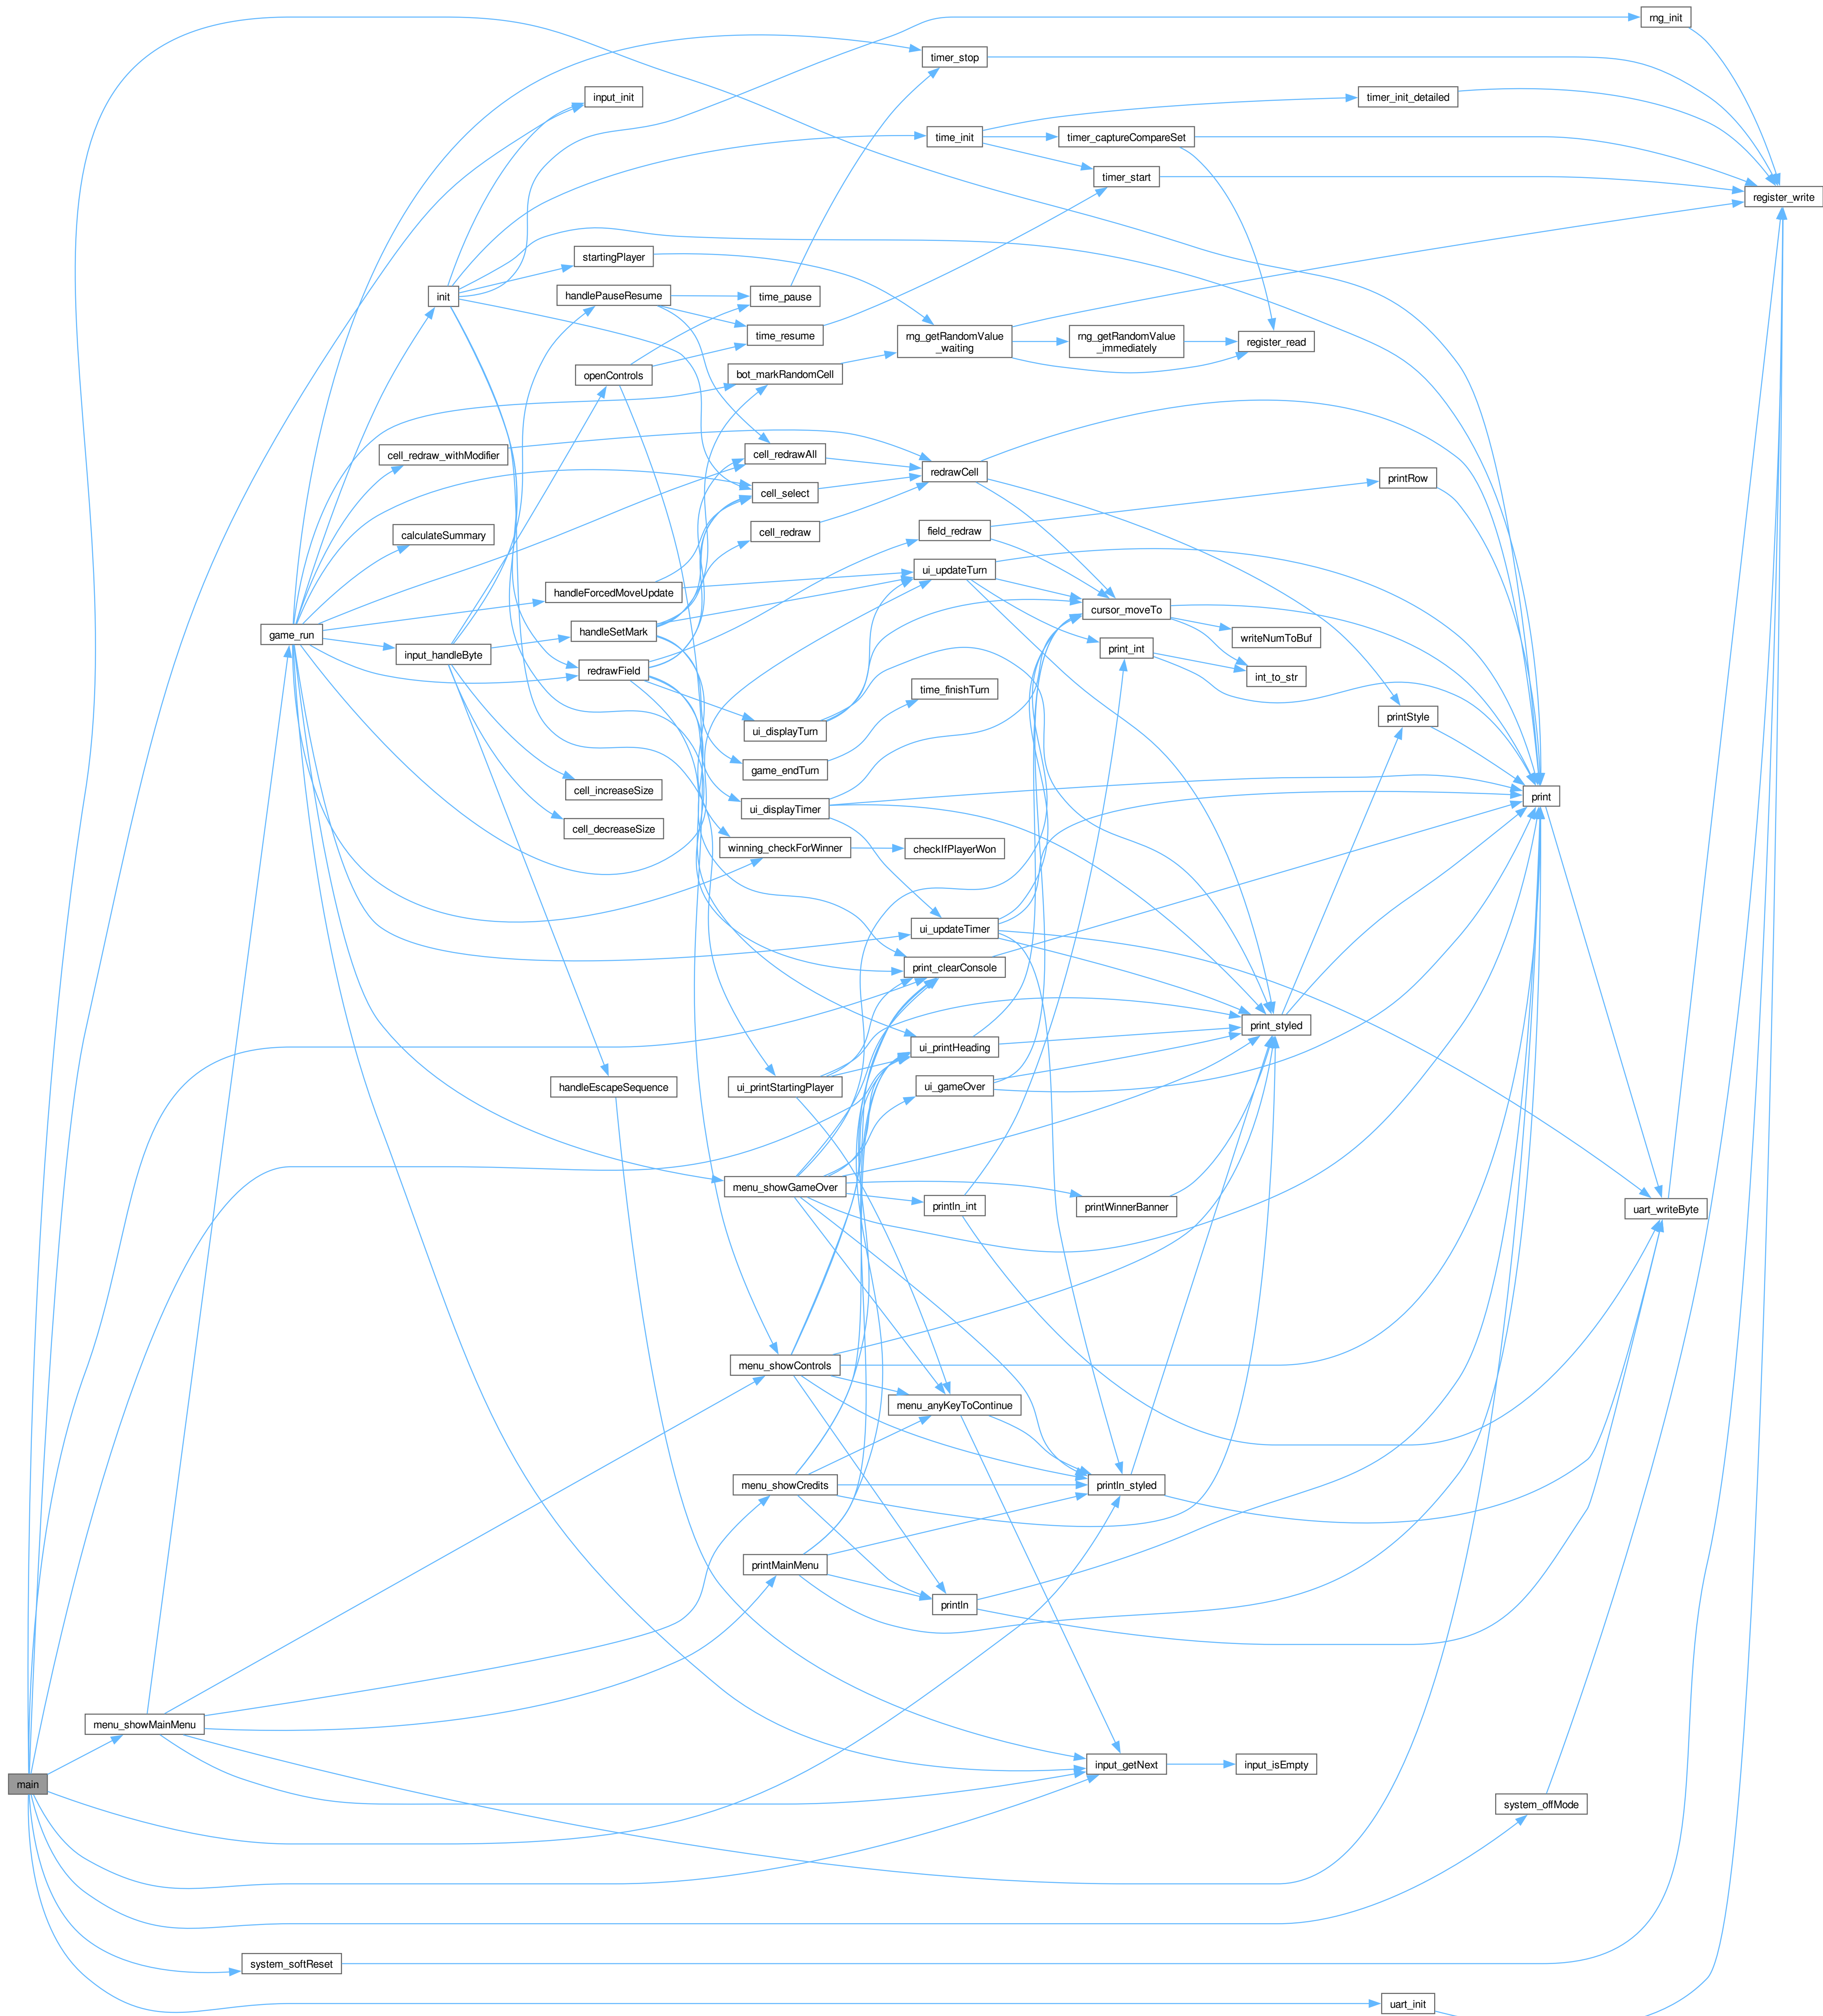 rng_init
timer_stop
input_init
timer_init_detailed
time_init
timer_captureCompareSet
timer_start
register_write
startingPlayer
init
handlePauseResume
time_pause
time_resume
rng_getRandomValue
_waiting
rng_getRandomValue
_immediately
register_read
openControls
bot_markRandomCell
cell_redraw_withModifier
cell_redrawAll
redrawCell
printRow
cell_select
calculateSummary
cell_redraw
field_redraw
ui_updateTurn
handleForcedMoveUpdate
cursor_moveTo
game_run
handleSetMark
writeNumToBuf
input_handleByte
print_int
redrawField
int_to_str
time_finishTurn
printStyle
ui_displayTurn
game_endTurn
cell_increaseSize
print
ui_displayTimer
cell_decreaseSize
winning_checkForWinner
checkIfPlayerWon
ui_updateTimer
print_clearConsole
print_styled
ui_printHeading
handleEscapeSequence
ui_printStartingPlayer
ui_gameOver
menu_showGameOver
println_int
printWinnerBanner
uart_writeByte
menu_showControls
menu_anyKeyToContinue
menu_showCredits
println_styled
printMainMenu
println
menu_showMainMenu
input_getNext
input_isEmpty
main
system_offMode
system_softReset
uart_init